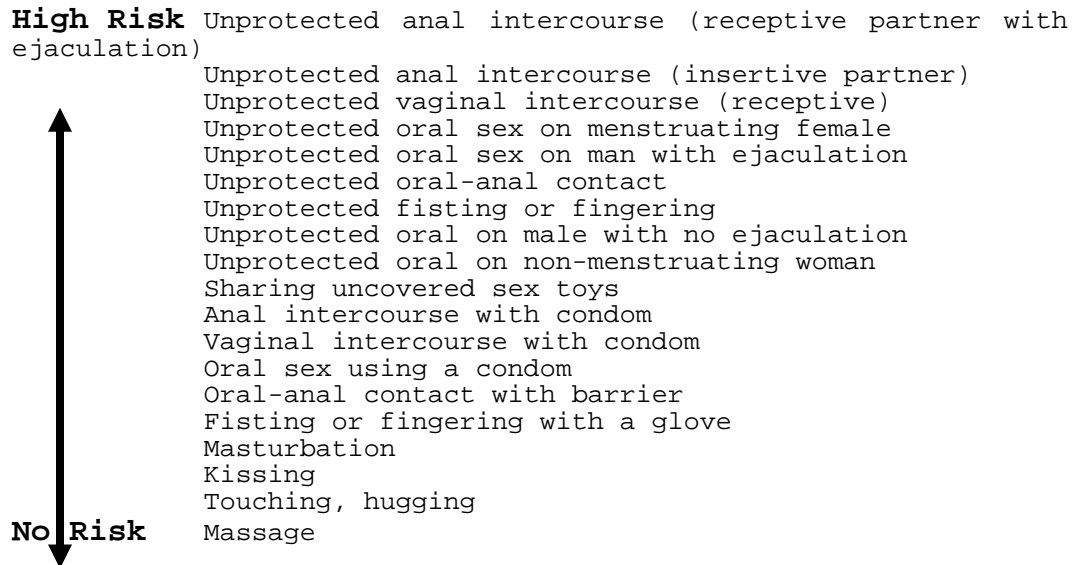 High Risk Unprotected anal intercourse (receptive partner with
ejaculation)
Unprotected anal intercourse (insertive partner)
Unprotected vaginal intercourse (receptive)
Unprotected oral sex on menstruating female
Unprotected oral sex on man with ejaculation
Unprotected oral-anal contact
Unprotected fisting or fingering
Unprotected oral on male with no ejaculation
Unprotected oral on non-menstruating woman
Sharing uncovered sex toys
Anal intercourse with condom
Vaginal intercourse with condom
Oral sex using a condom
Oral-anal contact with barrier
Fisting or fingering with a glove
Masturbation
Kissing
Touching, hugging
No Risk Massage